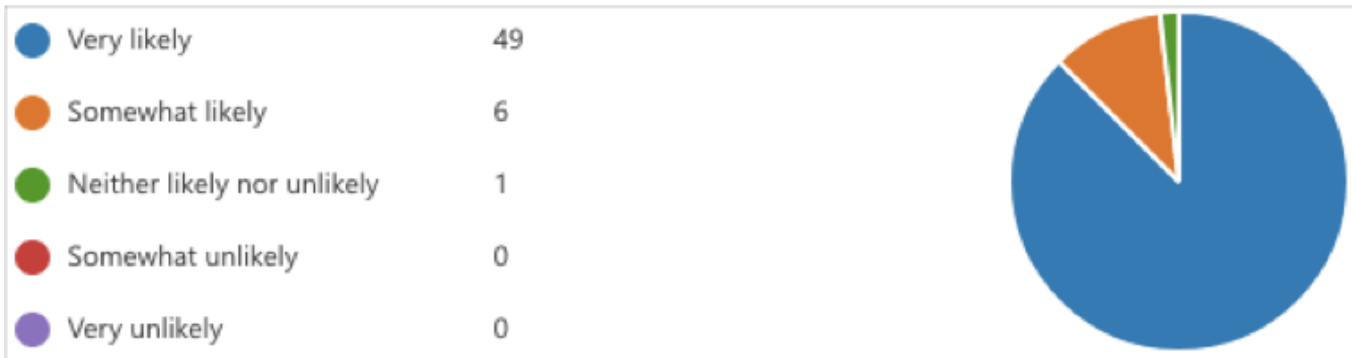 Very likely 49
Somewhat likely 6
Neither likely nor unlikely 1
Somewhat unlikely 0
Very unlikely 0